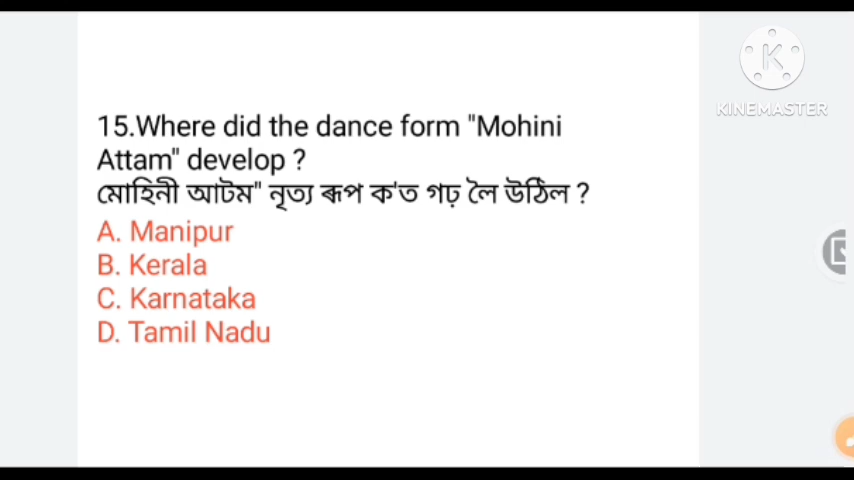 15.Where did the dance form "Mohini
Attam" develop ?
মোহিনী আটম" নৃত্য ৰূপ ক'ত গঢ় লৈ উঠিল ?
A. Manipur
B. Kerala
C. Karnataka
D. Tamil Nadu
K
KINEMASTER